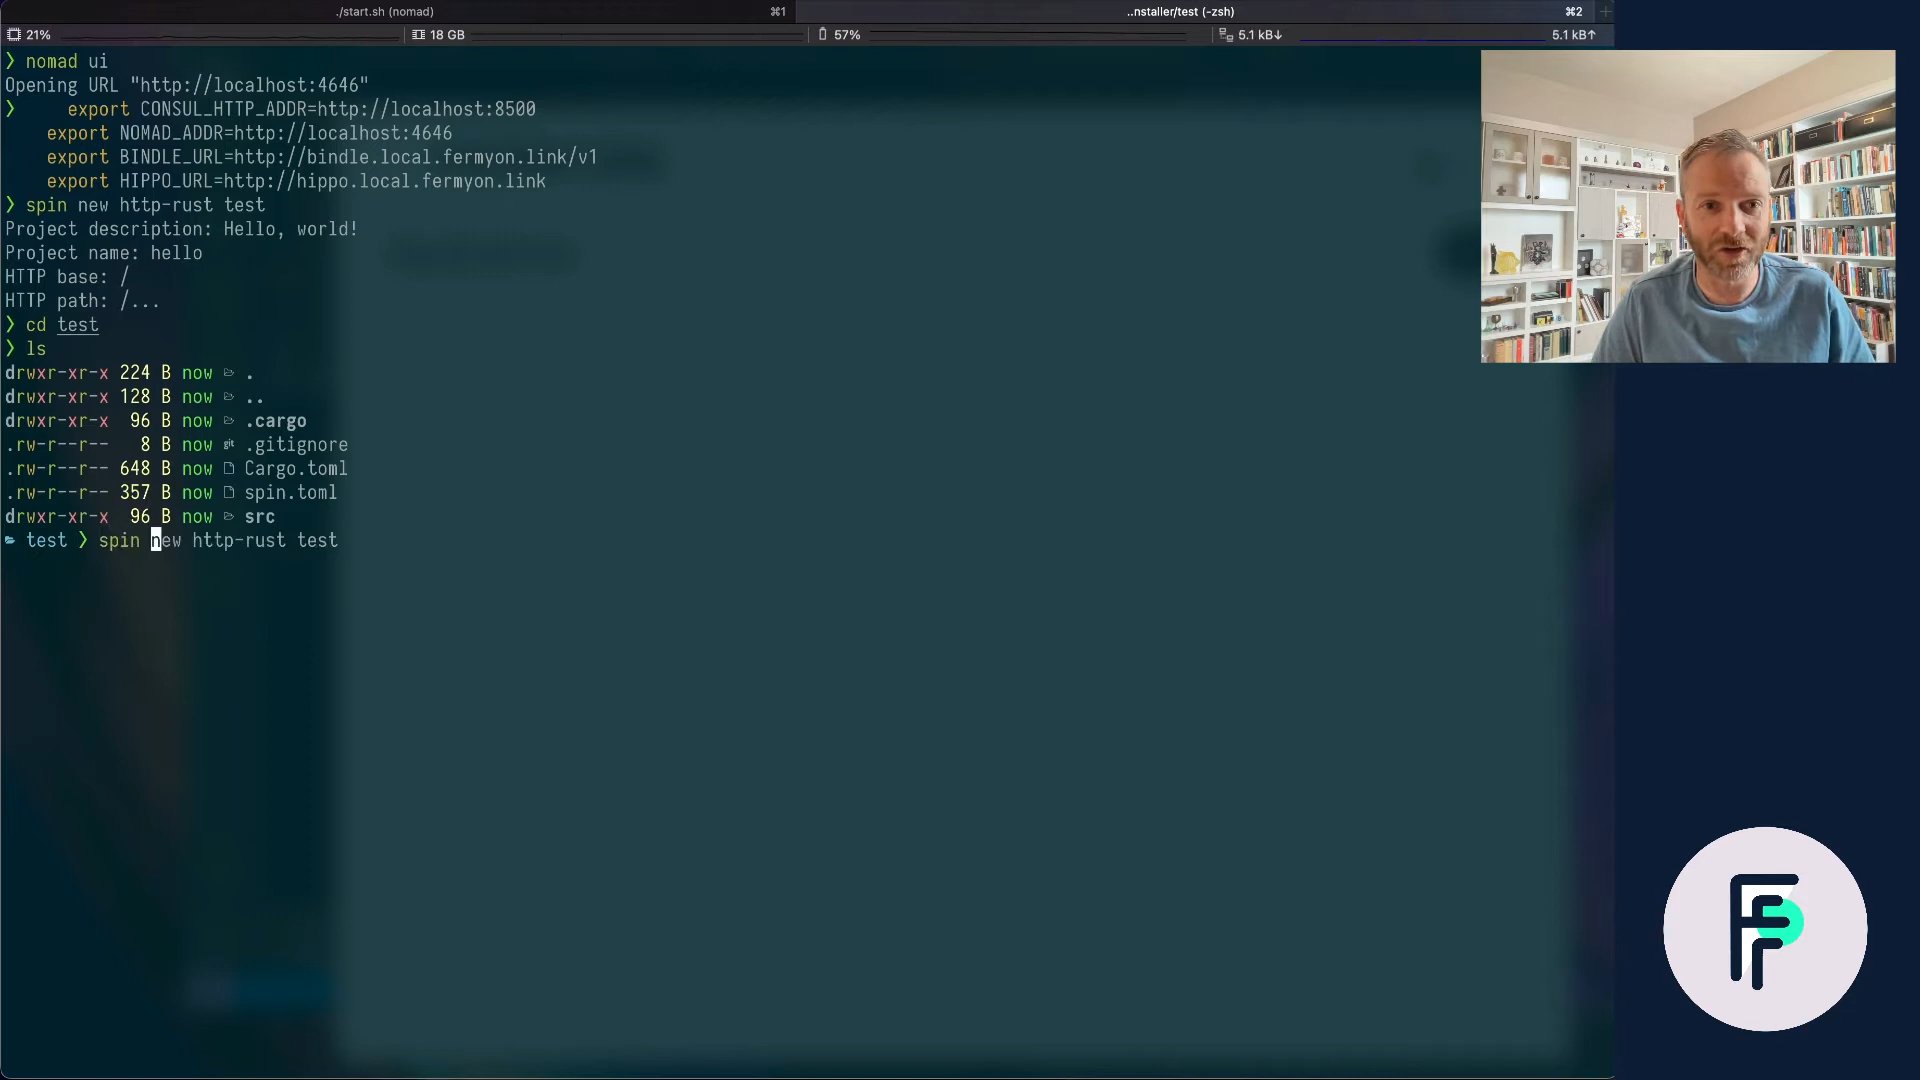 ./start.sh (nomad) ⌘1 ..nstaller/test (-zsh) ⌘2
21% 18 GB 57% 5.1 kB↓ 5.1 kB↑
❯ nomad ui
Opening URL "http://localhost:4646"
❯ export CONSUL_HTTP_ADDR=http://localhost:8500
export NOMAD_ADDR=http://localhost:4646
export BINDLE_URL=http://bindle.local.fermyon.link/v1
export HIPPO_URL=http://hippo.local.fermyon.link
❯ spin new http-rust test
Project description: Hello, world!
Project name: hello
HTTP base: /
HTTP path: /...
❯ cd test
❯ ls
drwxr-xr-x 224 B now .
drwxr-xr-x 128 B now ..
drwxr-xr-x 96 B now .cargo
.rw-r--r-- 8 B now git .gitignore
.rw-r--r-- 648 B now Cargo.toml
.rw-r--r-- 357 B now spin.toml
drwxr-xr-x 96 B now src
test ❯ spin new http-rust test